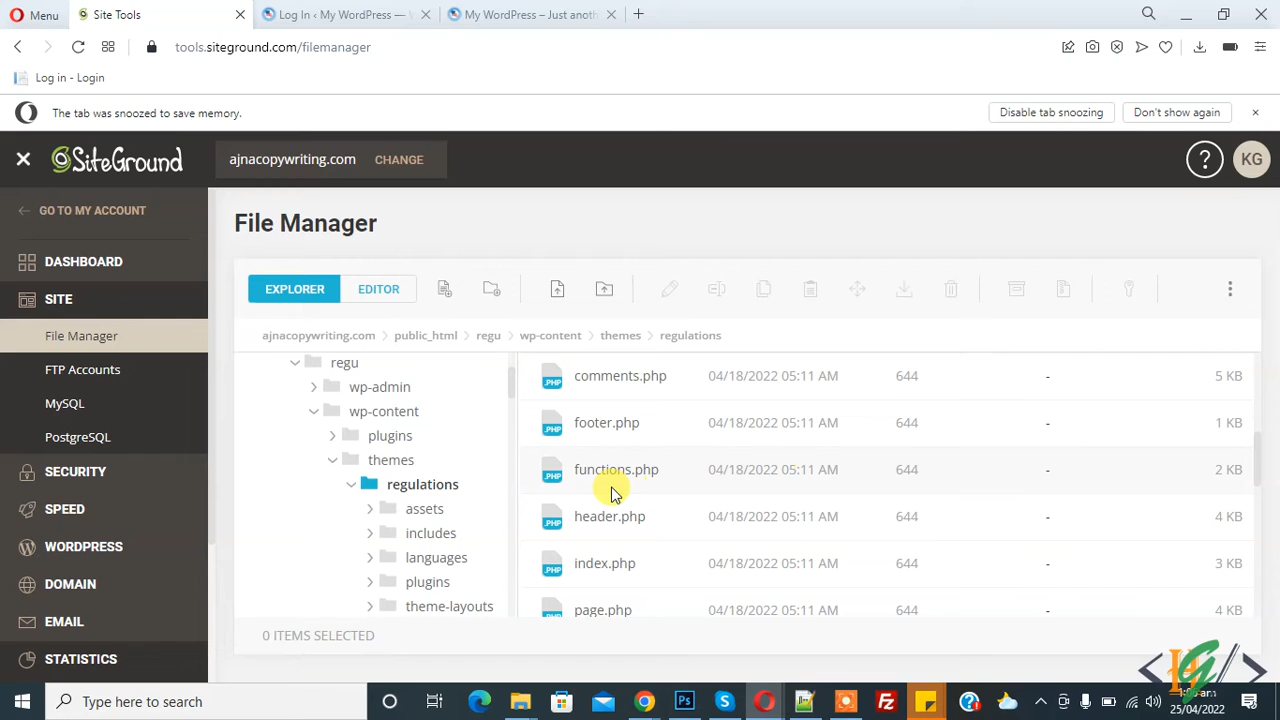 Menu
Site Tools
Log In ‹ My WordPress —
My WordPress – Just anoth
tools.siteground.com/filemanager
Log in - Login
The tab was snoozed to save memory.
Disable tab snoozing
Don't show again
SiteGround
ajnacopywriting.com
CHANGE
KG
GO TO MY ACCOUNT
File Manager
DASHBOARD
EXPLORER
EDITOR
SITE
File Manager
ajnacopywriting.com
public_html
regu
wp-content
themes
regulations
FTP Accounts
MySQL
PostgreSQL
SECURITY
SPEED
WORDPRESS
DOMAIN
EMAIL
STATISTICS
regu
wp-admin
wp-content
plugins
themes
regulations
assets
includes
languages
plugins
theme-layouts
comments.php 04/18/2022 05:11 AM 644 - 5 KB
footer.php 04/18/2022 05:11 AM 644 - 1 KB
functions.php 04/18/2022 05:11 AM 644 - 2 KB
header.php 04/18/2022 05:11 AM 644 - 4 KB
index.php 04/18/2022 05:11 AM 644 - 3 KB
page.php 04/18/2022 05:11 AM 644 - 4 KB
0 ITEMS SELECTED
Type here to search
25/04/2022